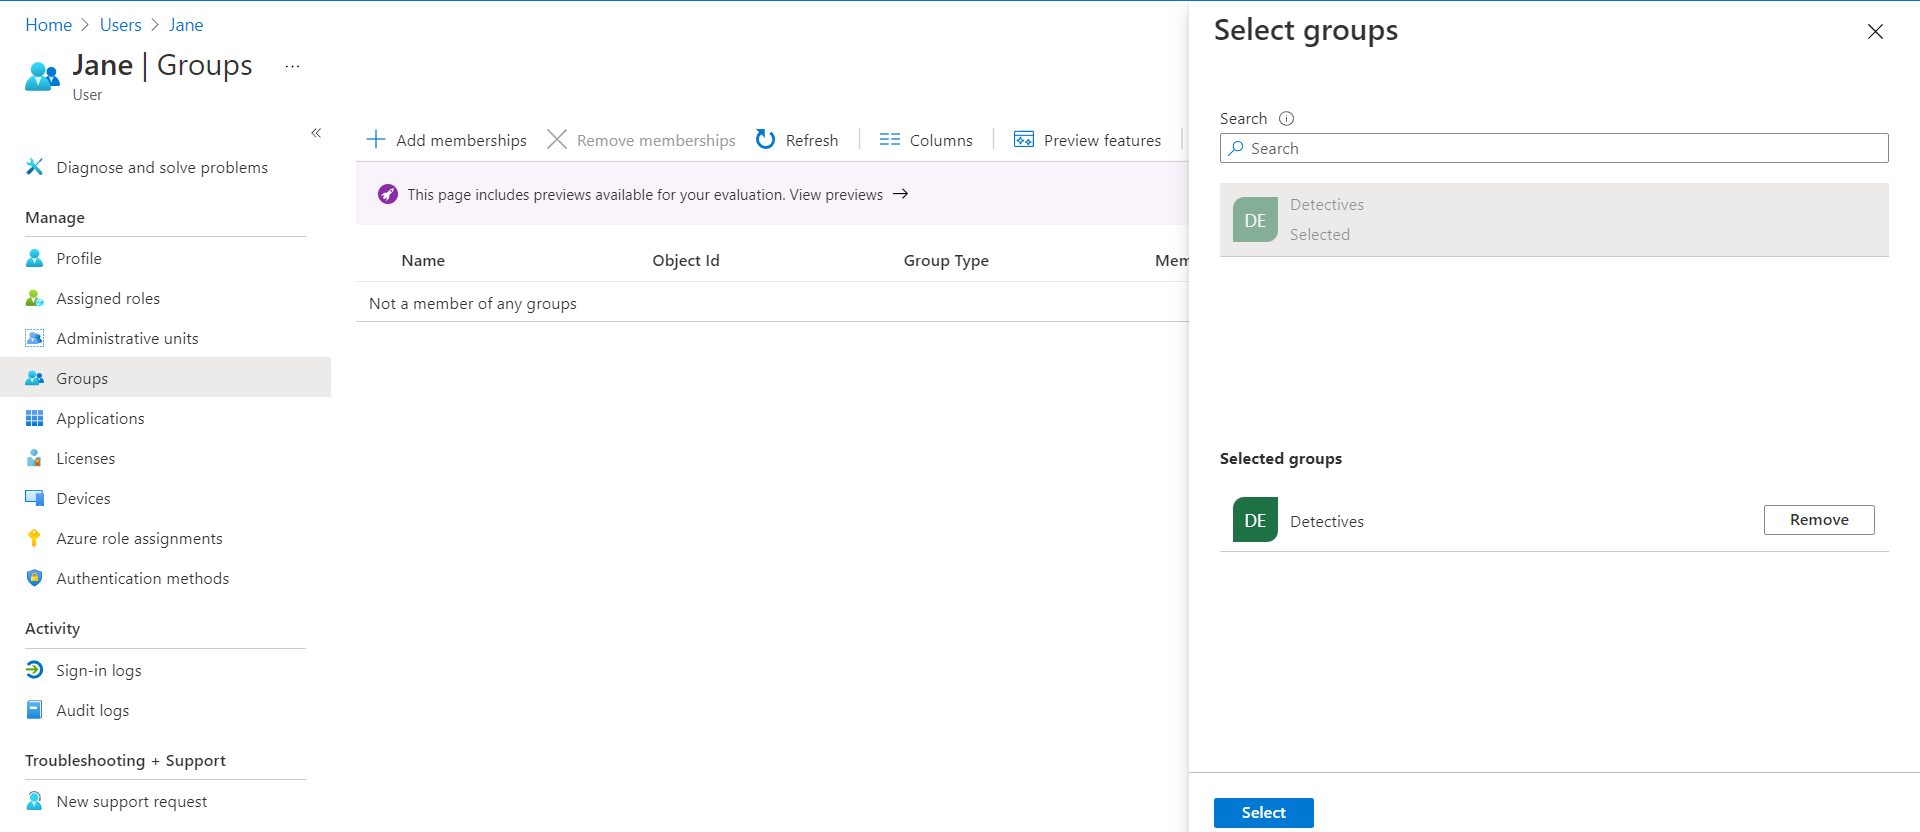 Home > Users > Jane
Jane | Groups ...
User
«
Diagnose and solve problems
Manage
Profile
Assigned roles
Administrative units
Groups
Applications
Licenses
Devices
Azure role assignments
Authentication methods
Activity
Sign-in logs
Audit logs
Troubleshooting + Support
New support request
Add memberships Remove memberships Refresh Columns Preview features
This page includes previews available for your evaluation. View previews →
Name Object Id Group Type Mem
Not a member of any groups
Select groups
Search
Search
DE
Detectives
Selected
Selected groups
DE Detectives Remove
Select